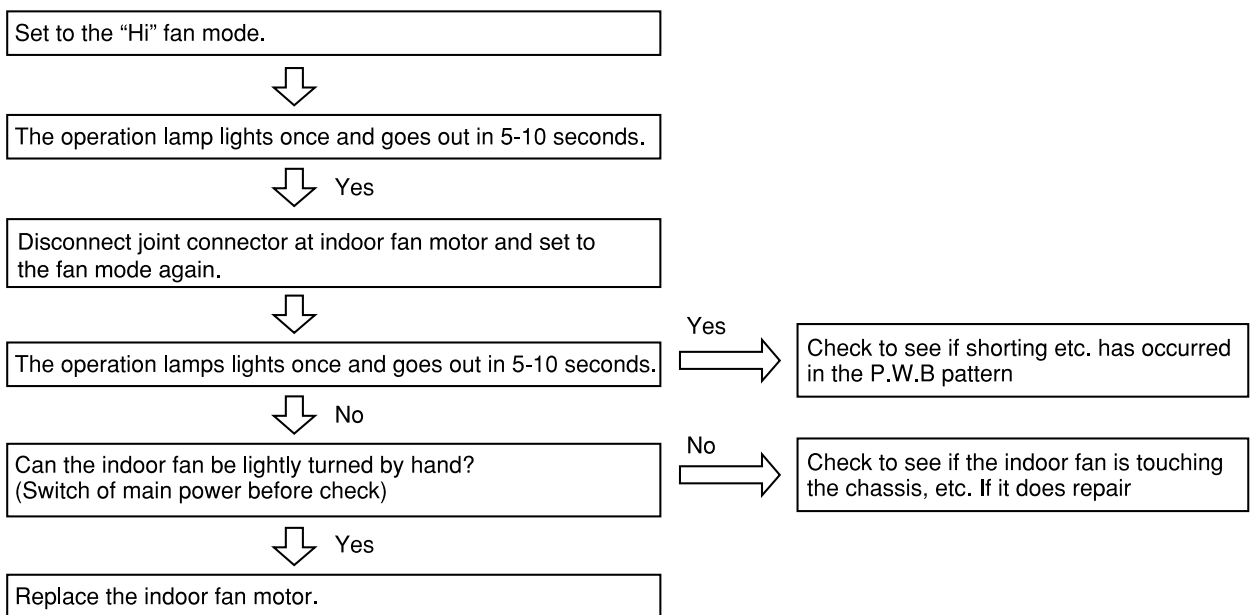 Set to the “Hi” fan mode.
The operation lamp lights once and goes out in 5-10 seconds.
Yes
Disconnect joint connector at indoor fan motor and set to
the fan mode again.
The operation lamps lights once and goes out in 5-10 seconds.
Yes
Check to see if shorting etc. has occurred
in the P.W.B pattern
No
Can the indoor fan be lightly turned by hand?
(Switch of main power before check)
No
Check to see if the indoor fan is touching
the chassis, etc. If it does repair
Yes
Replace the indoor fan motor.